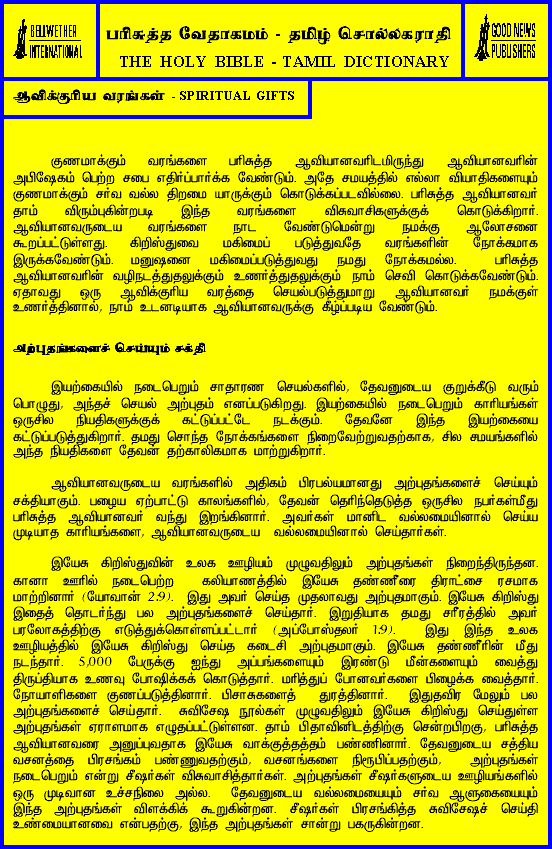 BELLWETHER
INTERNATIONAL
பரிசுத்த வேதாகமம் - தமிழ் சொல்லகராதி
THE HOLY BIBLE - TAMIL DICTIONARY
GOOD NEWS
PUBLISHERS
ஆவிக்குரிய வரங்கள் - SPIRITUAL GIFTS
குணமாக்கும் வரங்களை பரிசுத்த ஆவியானவரிடமிருந்து ஆவியானவரின்
அபிஷேகம் பெற்ற சபை எதிர்ப்பார்க்க வேண்டும். அதே சமயத்தில் எல்லா வியாதிகளையும்
குணமாக்கும் சர்வ வல்ல திறமை யாருக்கும் கொடுக்கப்படவில்லை. பரிசுத்த ஆவியானவர்
தாம் விரும்புகின்றபடி இந்த வரங்களை விசுவாசிகளுக்குக் கொடுக்கிறார்.
ஆவியானவருடைய வரங்களை நாட வேண்டுமென்று நமக்கு ஆலோசனை
கூறப்பட்டுள்ளது. கிறிஸ்துவை மகிமைப் படுத்துவதே வரங்களின் நோக்கமாக
இருக்கவேண்டும். மனுஷனை மகிமைப்படுத்துவது நமது நோக்கமல்ல. பரிசுத்த
ஆவியானவரின் வழிநடத்துதலுக்கும் உணர்த்துதலுக்கும் நாம் செவி கொடுக்கவேண்டும்.
ஏதாவது ஒரு ஆவிக்குரிய வரத்தை செயல்படுத்துமாறு ஆவியானவர் நமக்குள்
உணர்த்தினால், நாம் உடனடியாக ஆவியானவருக்கு கீழ்ப்படிய வேண்டும்.
அற்புதங்களைச் செய்யும் சக்தி
இயற்கையில் நடைபெறும் சாதாரண செயல்களில், தேவனுடைய குறுக்கீடு வரும்
பொழுது, அந்தச் செயல் அற்புதம் எனப்படுகிறது. இயற்கையில் நடைபெறும் காரியங்கள்
ஒருசில நியதிகளுக்குக் கட்டுப்பட்டே நடக்கும். தேவனே இந்த இயற்கையை
கட்டுப்படுத்துகிறார். தமது சொந்த நோக்கங்களை நிறைவேற்றுவதற்காக, சில சமயங்களில்
அந்த நியதிகளை தேவன் தற்காலிகமாக மாற்றுகிறார்.
ஆவியானவருடைய வரங்களில் அதிகம் பிரபல்யமானது அற்புதங்களைச் செய்யும்
சக்தியாகும். பழைய ஏற்பாட்டு காலங்களில், தேவன் தெரிந்தெடுத்த ஒருசில நபர்கள்மீது
பரிசுத்த ஆவியானவர் வந்து இறங்கினார். அவர்கள் மானிட வல்லமையினால் செய்ய
முடியாத காரியங்களை, ஆவியானவருடைய வல்லமையினால் செய்தார்கள்.
இயேசு கிறிஸ்துவின் உலக ஊழியம் முழுவதிலும் அற்புதங்கள் நிறைந்திருந்தன.
கானா ஊரில் நடைபெற்ற கலியாணத்தில் இயேசு தண்ணீரை திராட்சை ரசமாக
மாற்றினார் (யோவான் 2:9). இது அவர் செய்த முதலாவது அற்புதமாகும். இயேசு கிறிஸ்து
இதைத் தொடர்ந்து பல அற்புதங்களைச் செய்தார். இறுதியாக தமது சரீரத்தில் அவர்
பரலோகத்திற்கு எடுத்துக்கொள்ளப்பட்டார் (அப்போஸ்தலர் 1:9). இது இந்த உலக
ஊழியத்தில் இயேசு கிறிஸ்து செய்த கடைசி அற்புதமாகும். இயேசு தண்ணீரின் மீது
நடந்தார். 5,000 பேருக்கு ஐந்து அப்பங்களையும் இரண்டு மீன்களையும் வைத்து
திருப்தியாக உணவு போஷிக்கக் கொடுத்தார். மரித்துப் போனவர்களை பிழைக்க வைத்தார்.
நோயாளிகளை குணப்படுத்தினார். பிசாசுகளைத் துரத்தினார். இதுதவிர மேலும் பல
அற்புதங்களைச் செய்தார். சுவிசேஷ நூல்கள் முழுவதிலும் இயேசு கிறிஸ்து செய்துள்ள
அற்புதங்கள் ஏராளமாக எழுதப்பட்டுள்ளன. தாம் பிதாவினிடத்திற்கு சென்றபிறகு, பரிசுத்த
ஆவியானவரை அனுப்புவதாக இயேசு வாக்குத்தத்தம் பண்ணினார். தேவனுடைய சத்திய
வசனத்தை பிரசங்கம் பண்ணுவதற்கும், வசனங்களை நிரூபிப்பதற்கும், அற்புதங்கள்
நடைபெறும் என்று சீஷர்கள் விசுவாசித்தார்கள். அற்புதங்கள் சீஷர்களுடைய ஊழியங்களில்
ஒரு முடிவான உச்சநிலை அல்ல. தேவனுடைய வல்லமையையும் சர்வ ஆளுகையையும்
இந்த அற்புதங்கள் விளக்கிக் கூறுகின்றன. சீஷர்கள் பிரசங்கித்த சுவிசேஷச் செய்தி
உண்மையானவை என்பதற்கு, இந்த அற்புதங்கள் சான்று பகருகின்றன.